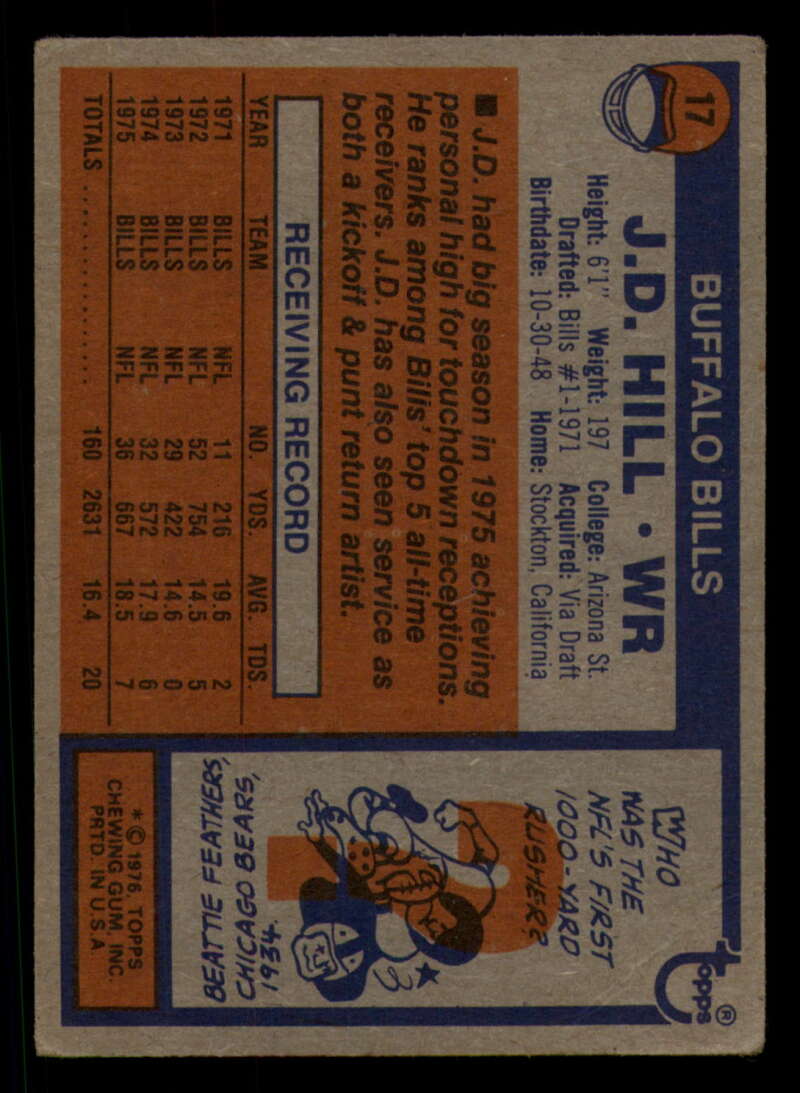 17
BUFFALO BILLS
J.D. HILL • WR
Height: 6'1" Weight: 197 College: Arizona St.
Drafted: Bills #1-1971 Acquired: Via Draft
Birthdate: 10-30-48 Home: Stockton, California
■ J.D. had big season in 1975 achieving
personal high for touchdown receptions.
He ranks among Bills' top 5 all-time
receivers. J.D. has also seen service as
both a kickoff & punt return artist.
RECEIVING RECORD
YEAR TEAM NO. YDS. AVG. TDS.
1971 BILLS NFL 11 216 19.6 2
1972 BILLS NFL 52 754 14.5 5
1973 BILLS NFL 29 422 14.6 0
1974 BILLS NFL 32 572 17.9 6
1975 BILLS NFL 36 667 18.5 7
TOTALS .................. 160 2631 16.4 20
topps®
WHO
WAS THE
NFL'S FIRST
1000-YARD
RUSHER?
?
BEATTIE FEATHERS,
CHICAGO BEARS,
1934.
* © 1976, TOPPS
CHEWING GUM, INC.
PRTD. IN U.S.A.